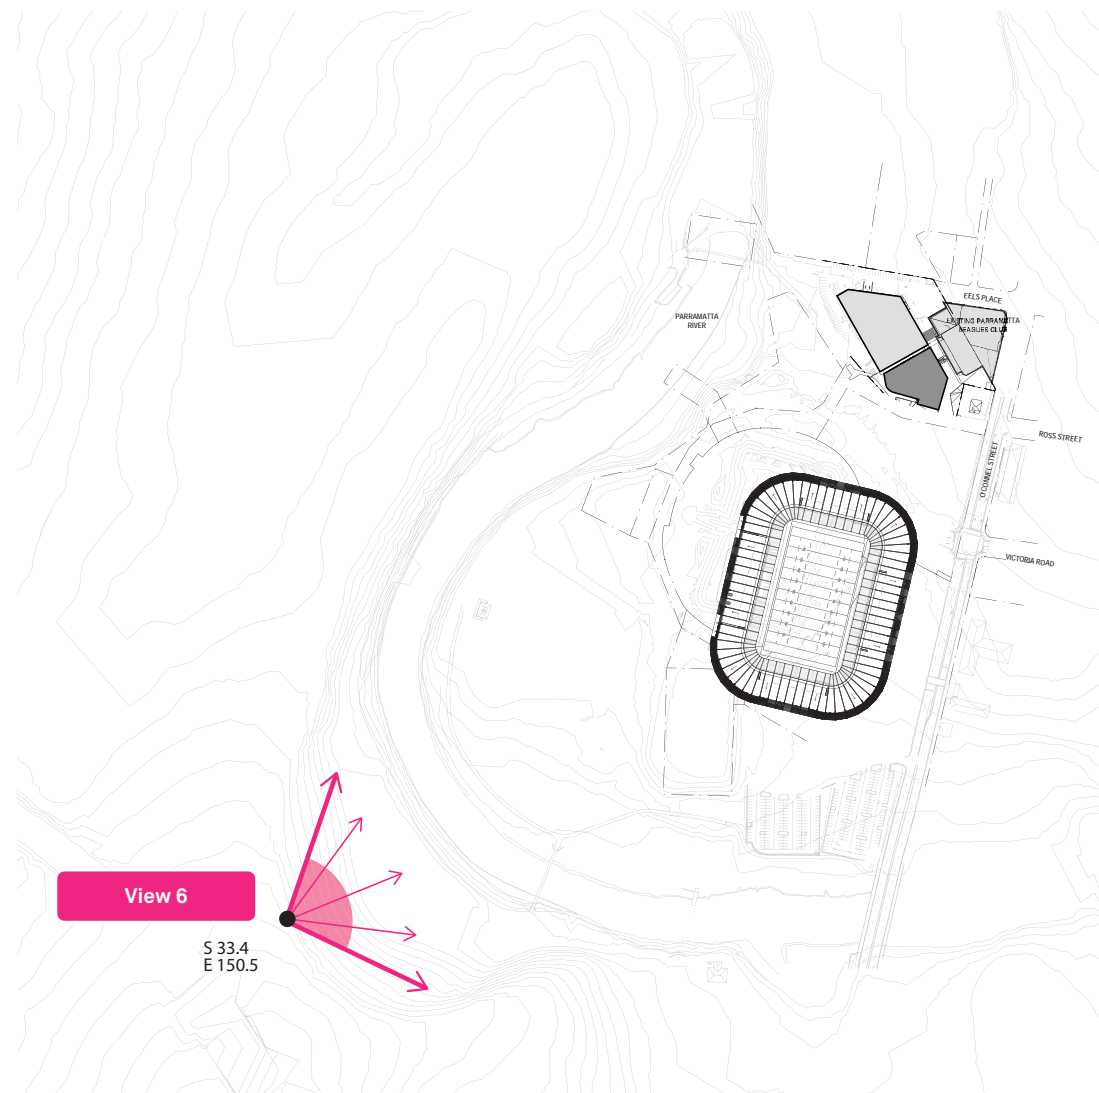 EELS PLACE
PARRAMATTA
RIVER
EXISTING PARRAMATTA
LEAGUES CLUB
ROSS STREET
O'CONNEL STREET
VICTORIA ROAD
View 6
S 33.4
E 150.5